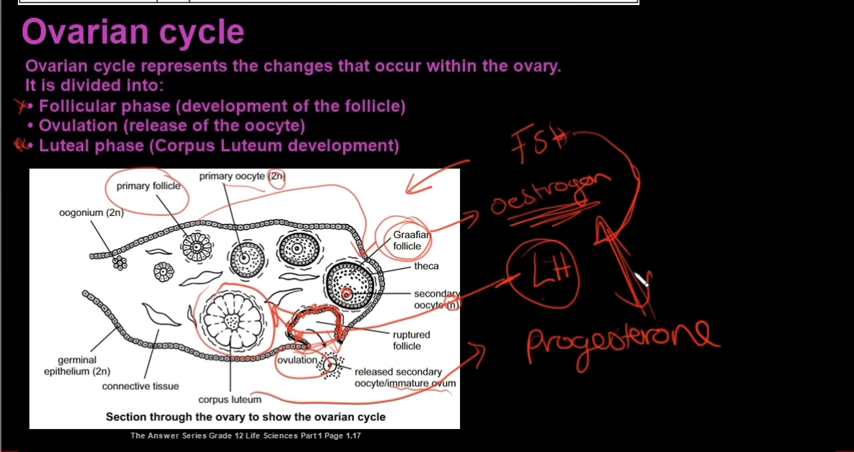 Ovarian cycle
Ovarian cycle represents the changes that occur within the ovary.
It is divided into:
• Follicular phase (development of the follicle)
• Ovulation (release of the oocyte)
• Luteal phase (Corpus Luteum development)
FSH
oestrogen
LH
progesterone
primary follicle
primary oocyte (2n)
oogonium (2n)
Graafian
follicle
theca
secondary
oocyte (n)
ruptured
follicle
ovulation
released secondary
oocyte/immature ovum
germinal
epithelium (2n)
connective tissue
corpus luteum
Section through the ovary to show the ovarian cycle
The Answer Series Grade 12 Life Sciences Part 1 Page 1.17